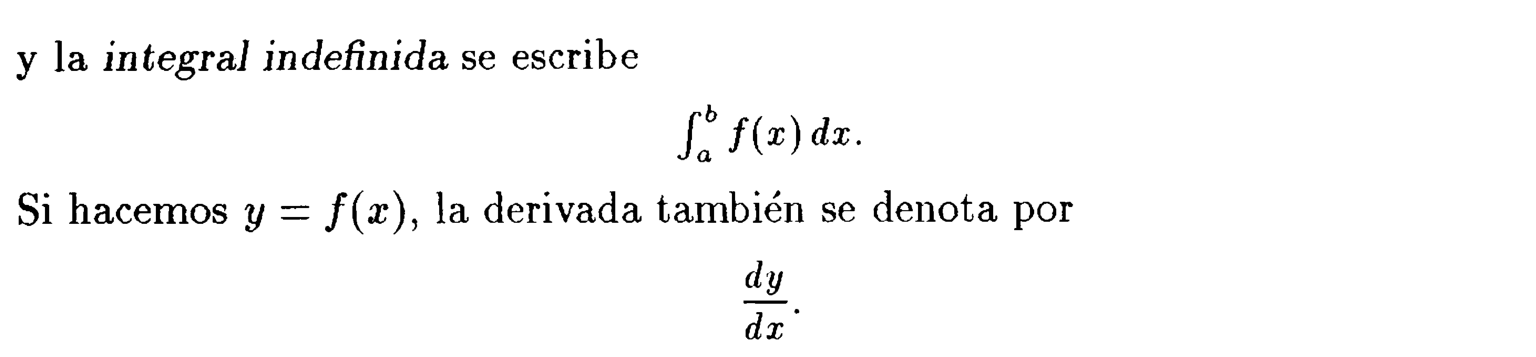 y la integral indefinida se escribe
∫_a^b f(x) dx.
Si hacemos y = f(x), la derivada también se denota por
dy/dx.